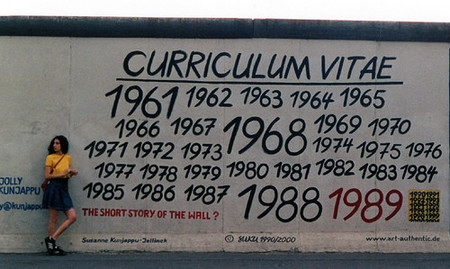 CURRICULUM VITAE
1961 1962 1963 1964 1965
1966 1967 1968 1969 1970
1971 1972 1973 1974 1975 1976
1977 1978 1979 1980 1981 1982 1983 1984
1985 1986 1987 1988 1989
THE SHORT STORY OF THE WALL ?
JOLLY
KUNJAPPU
y@kunjappu
Susanne Kunjappu-Jellinek
© 1990/2000
www.art-authentic.de